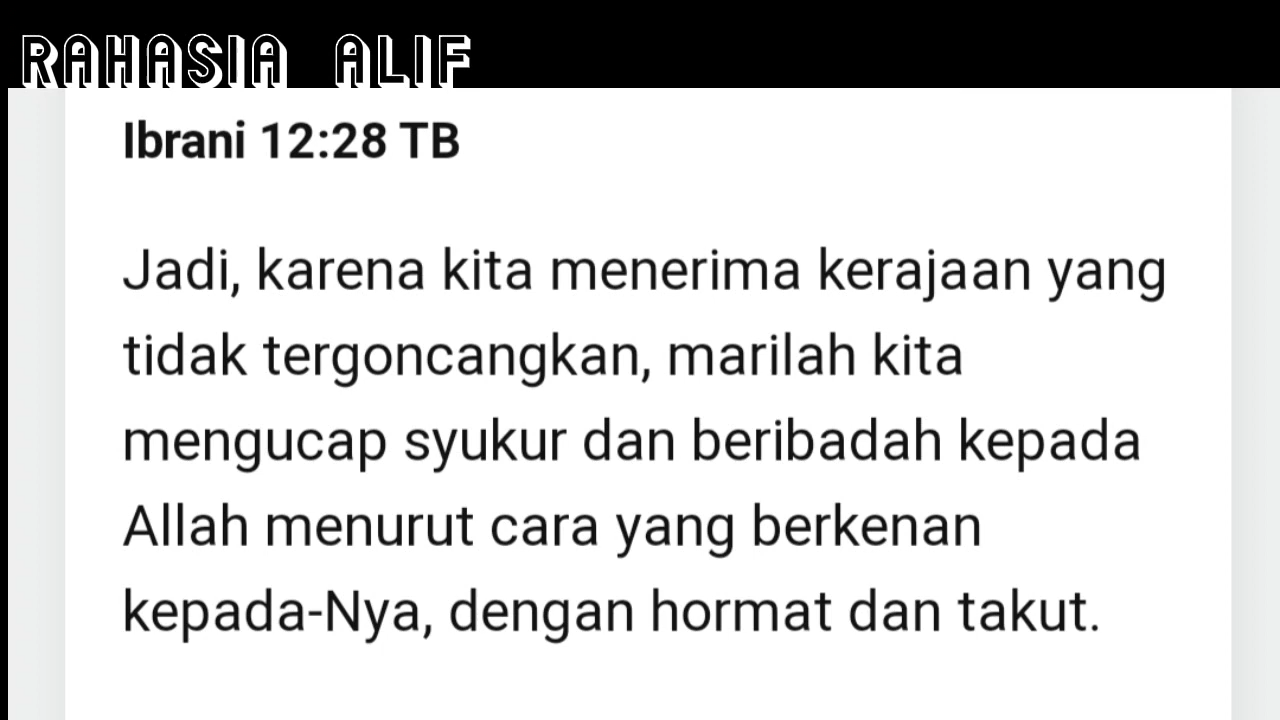 RAHASIA ALIF
Ibrani 12:28 TB
Jadi, karena kita menerima kerajaan yang
tidak tergoncangkan, marilah kita
mengucap syukur dan beribadah kepada
Allah menurut cara yang berkenan
kepada-Nya, dengan hormat dan takut.